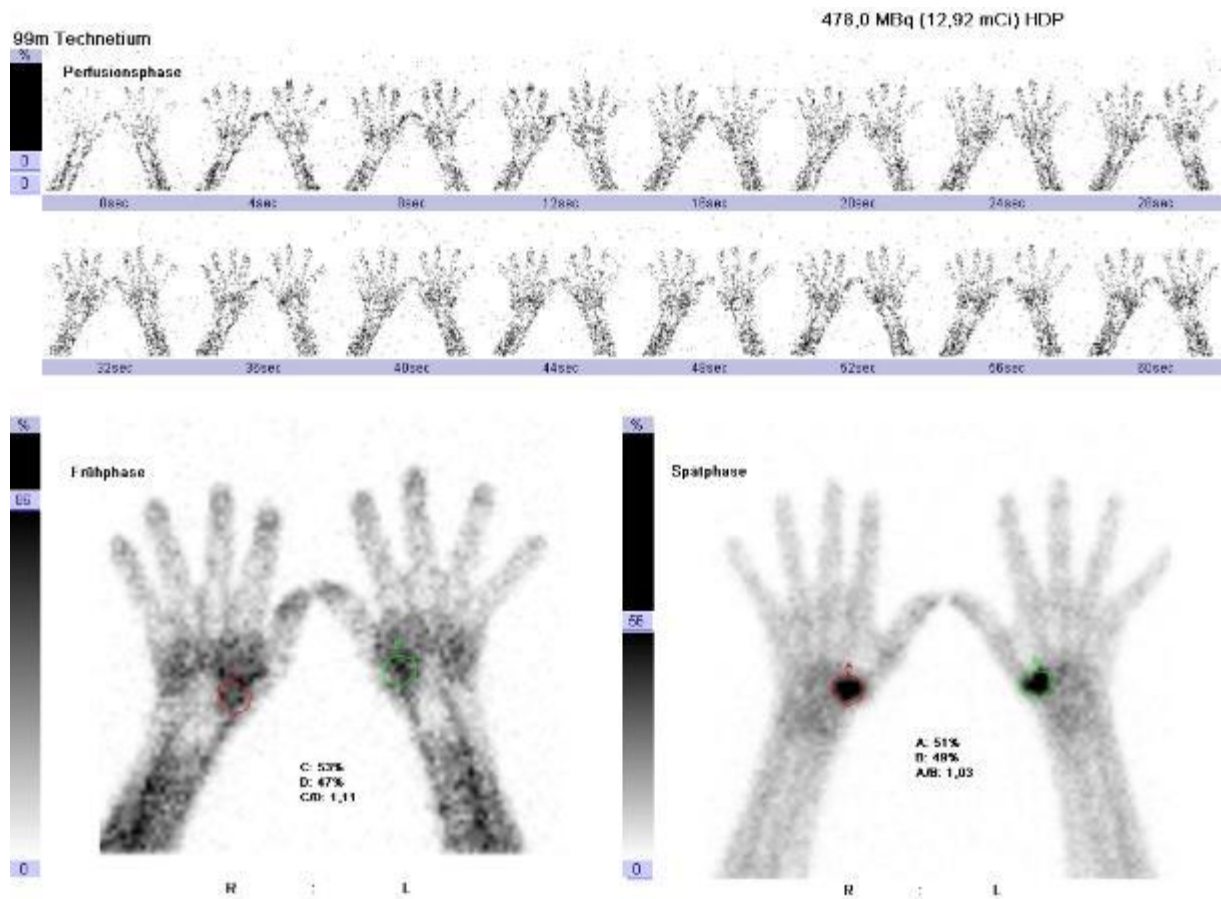 478,0 MBq (12,92 mCi) HDP
99m Technetium
%
Perfusionsphase
0
0
0sec 4sec 8sec 12sec 16sec 20sec 24sec 28sec
32sec 36sec 40sec 44sec 48sec 52sec 56sec 60sec
%
Frühphase
C: 53%
D: 47%
C/D: 1,11
0
R : L
%
Spätphase
56
A
A: 51%
B: 49%
A/B: 1,03
0
R : L